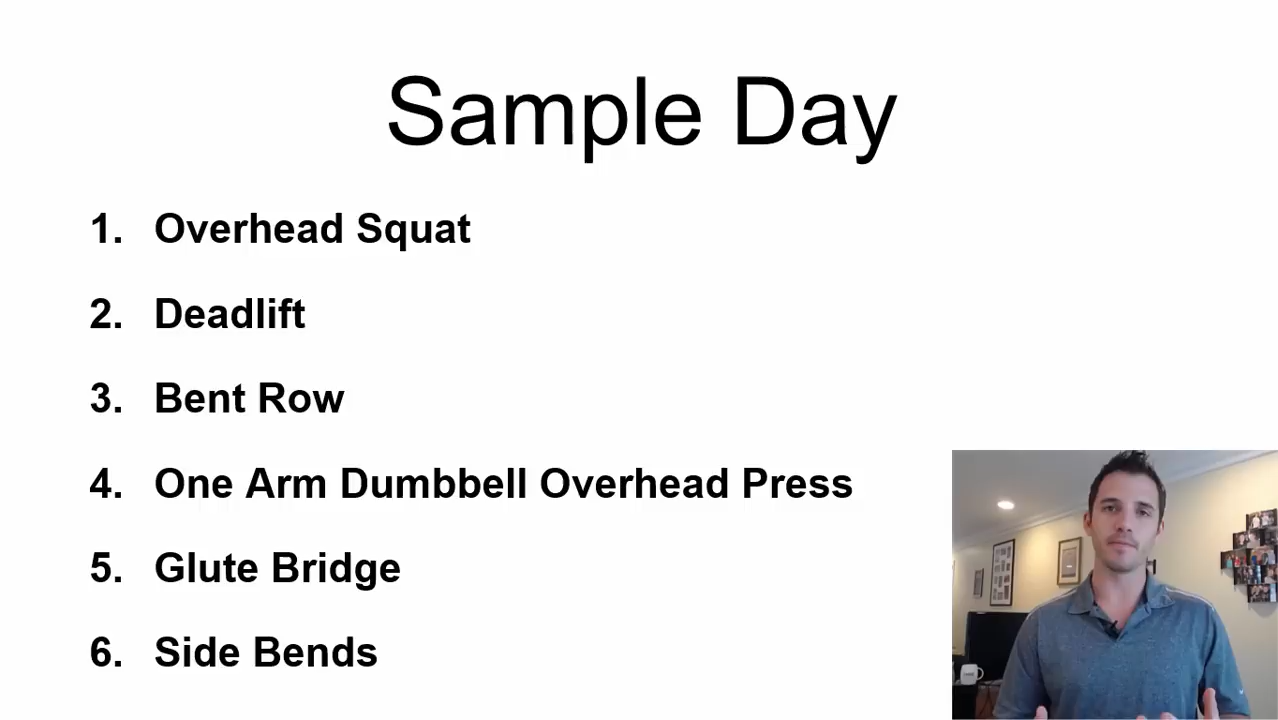 Sample Day
1. Overhead Squat
2. Deadlift
3. Bent Row
4. One Arm Dumbbell Overhead Press
5. Glute Bridge
6. Side Bends